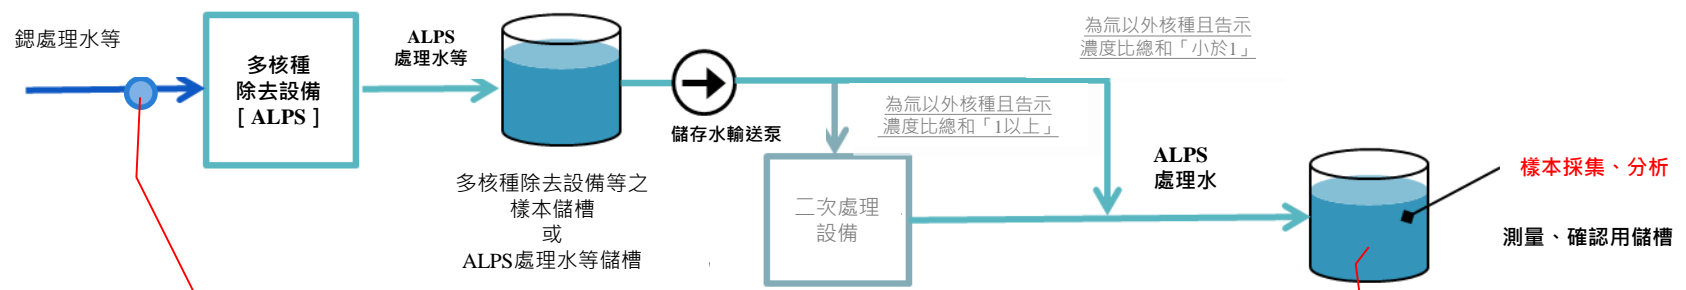 鍶處理水等
多核種
除去設備
[ ALPS ]
ALPS
處理水等
多核種除去設備等之
樣本儲槽
或
ALPS處理水等儲槽
儲存水輸送泵
為氚以外核種且告示
濃度比總和「小於1」
為氚以外核種且告示
濃度比總和「1以上」
二次處理
設備
ALPS
處理水
樣本採集、分析
測量、確認用儲槽